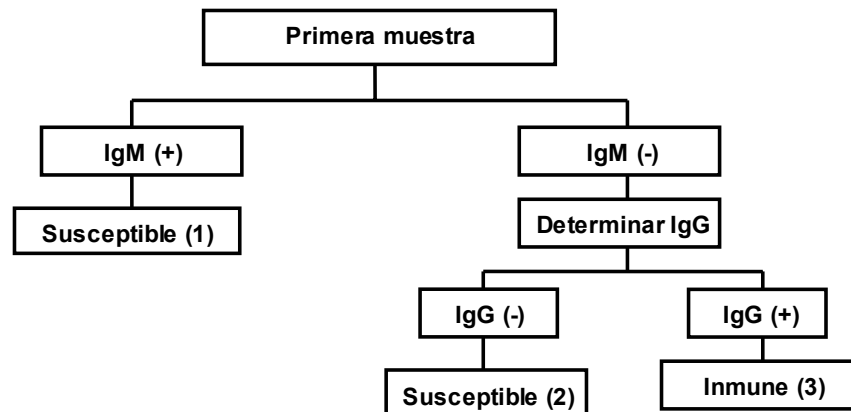 Primera muestra
IgM (+)
IgM (-)
Susceptible (1)
Determinar IgG
IgG (-)
IgG (+)
Susceptible (2)
Inmune (3)